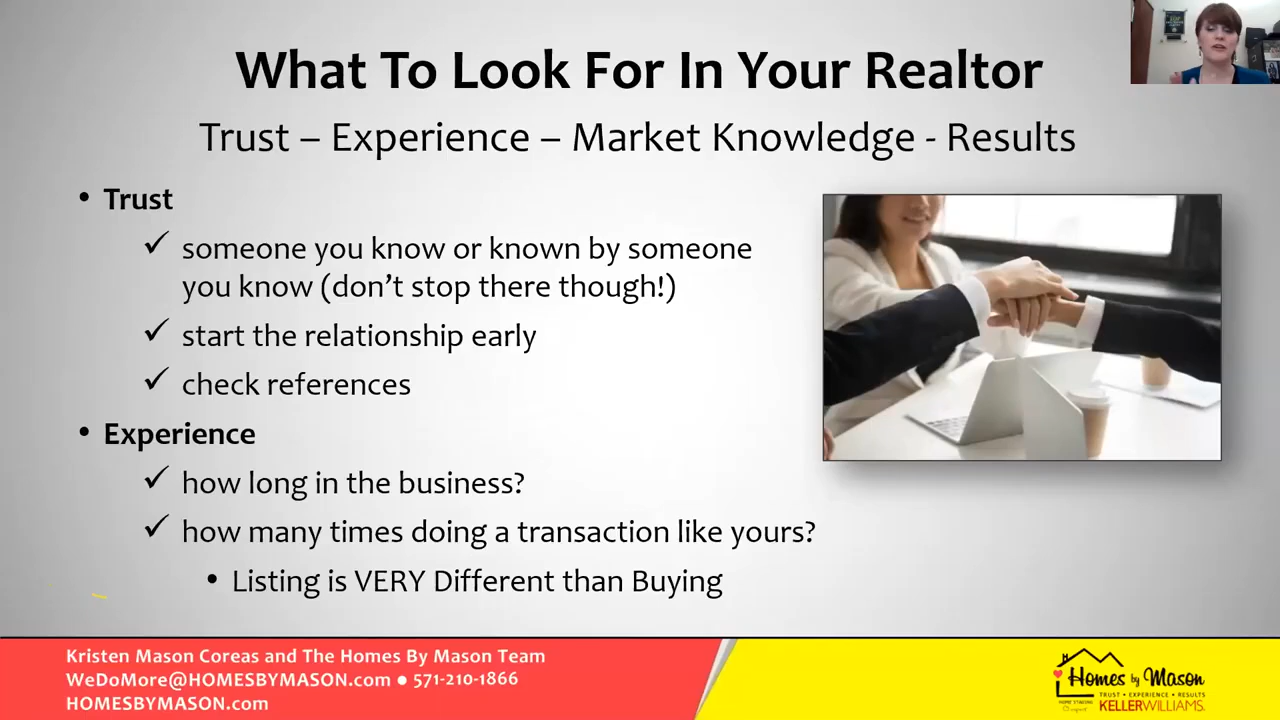 What To Look For In Your Realtor
Trust – Experience – Market Knowledge - Results
• Trust
✓ someone you know or known by someone
you know (don’t stop there though!)
✓ start the relationship early
✓ check references
• Experience
✓ how long in the business?
✓ how many times doing a transaction like yours?
• Listing is VERY Different than Buying
Kristen Mason Coreas and The Homes By Mason Team
WeDoMore@HOMESBYMASON.com ● 571-210-1866
HOMESBYMASON.com
Homes by Mason
TRUST • EXPERIENCE • RESULTS
KELLERWILLIAMS.